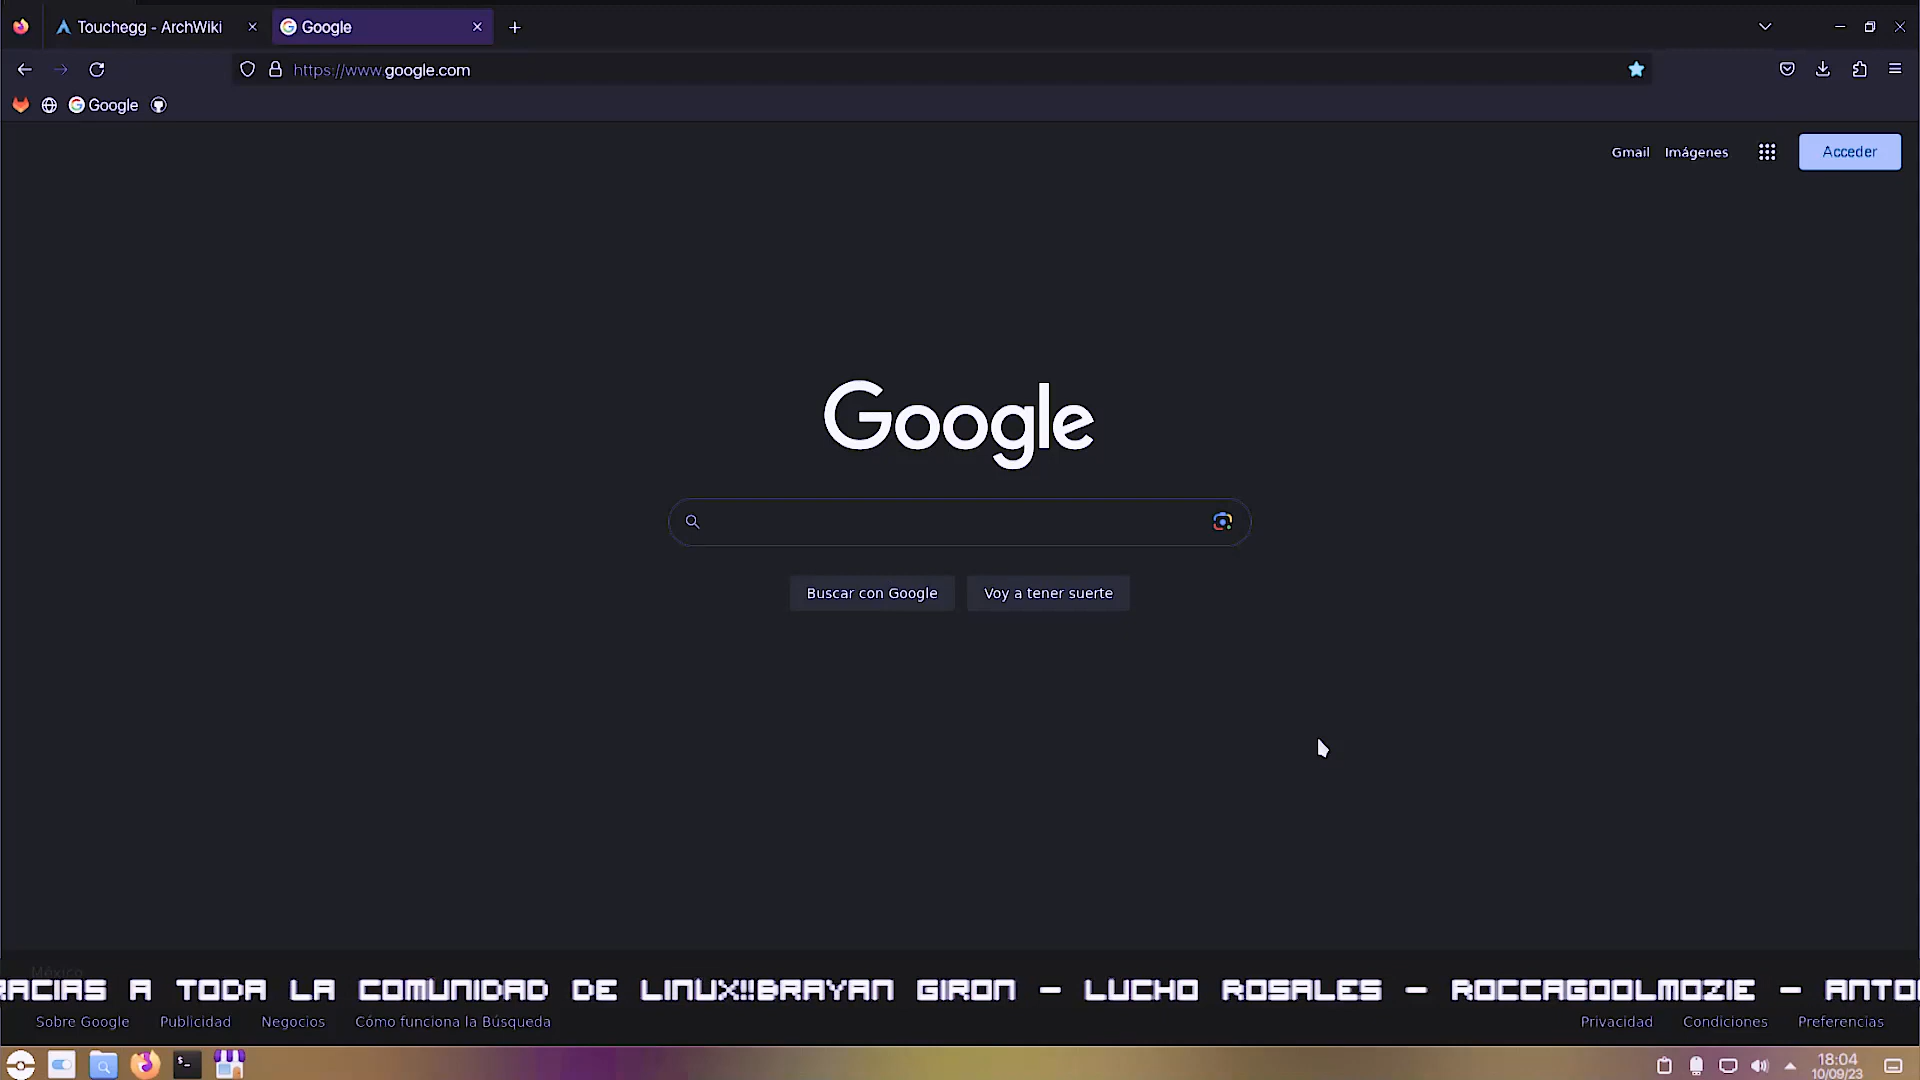 Touchegg - ArchWiki
Google
https://www.google.com
Google
Gmail Imágenes Acceder
Google
Buscar con Google Voy a tener suerte
México
RACIAS A TODA LA COMUNIDAD DE LINUX!!BRAYAN GIRON - LUCHO ROSALES - ROCCAGOOLMOZIE - ANTO
Sobre Google Publicidad Negocios Cómo funciona la Búsqueda Privacidad Condiciones Preferencias
18:04
10/09/23